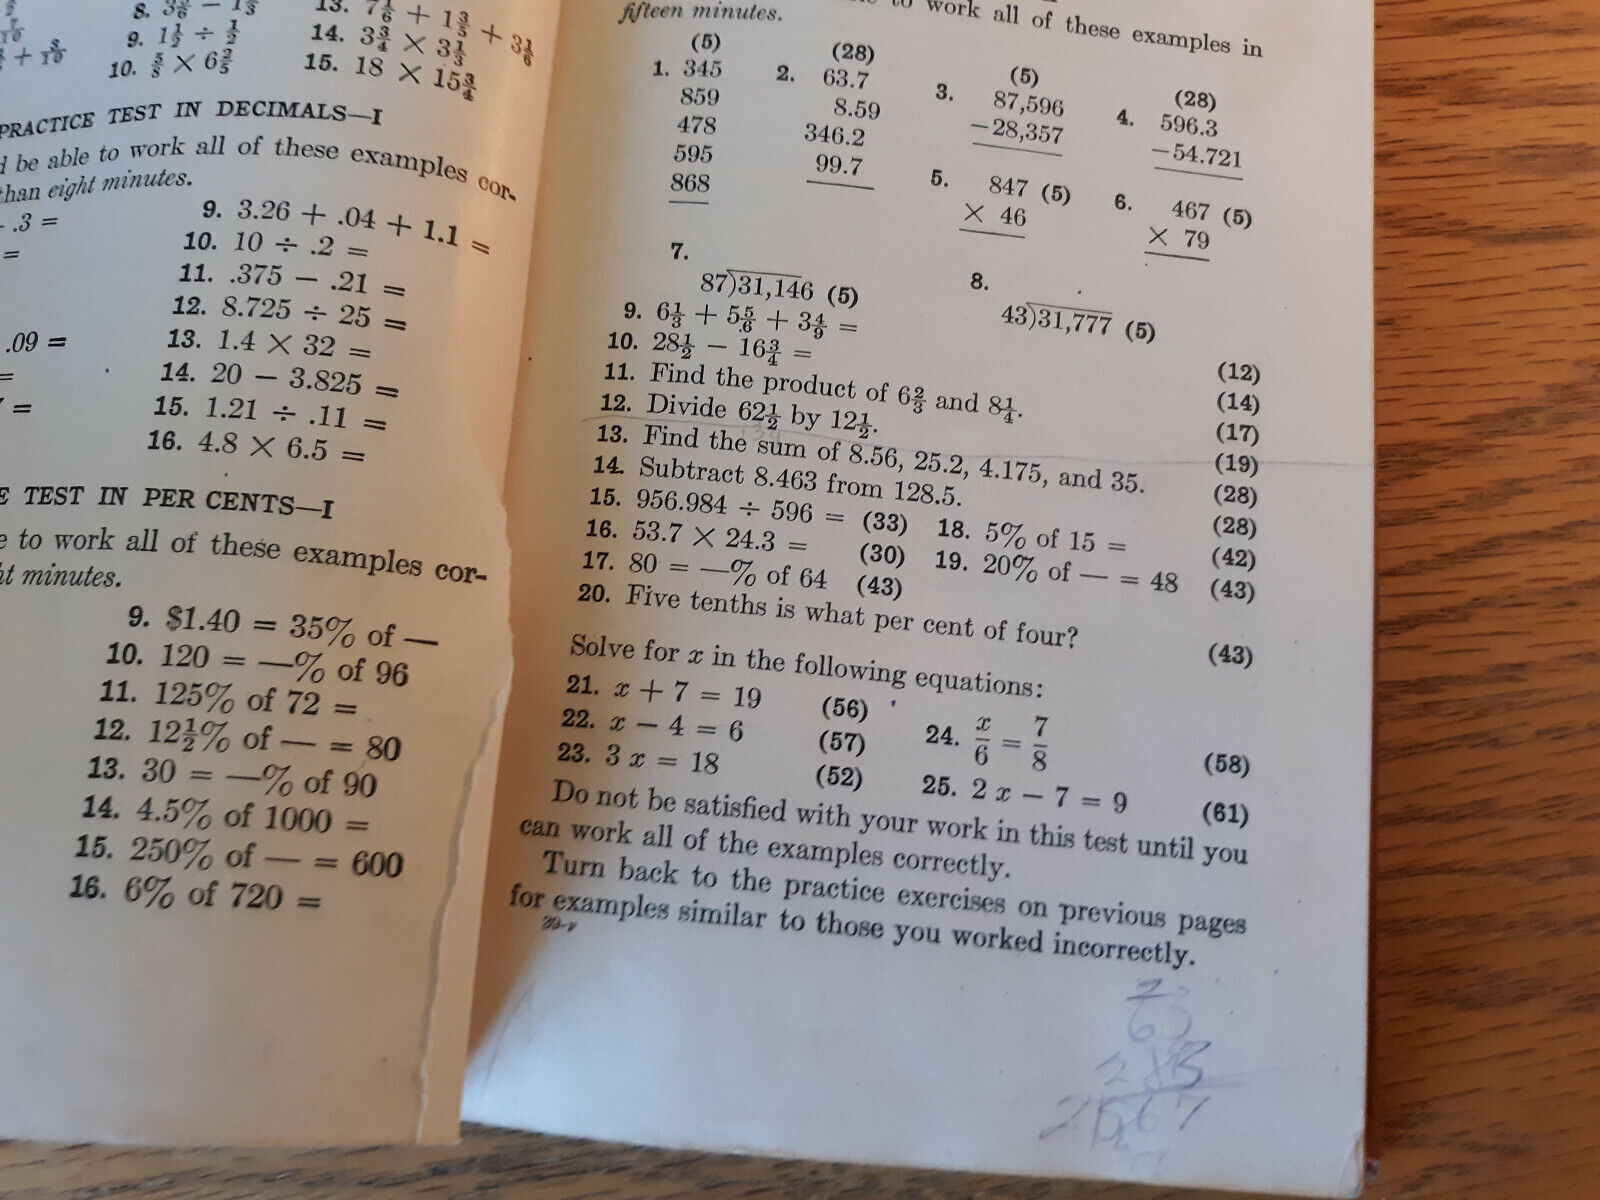 8.
9. 1½ ÷ ½
10. ⅝ × 6⅖
14. 3¾ × 3⅓
15. 18 × 15¾
PRACTICE TEST IN DECIMALS—I
be able to work all of these examples cor-
than eight minutes.
.3 =
=
.09 =
=
=
9. 3.26 + .04 + 1.1 =
10. 10 ÷ .2 =
11. .375 − .21 =
12. 8.725 ÷ 25 =
13. 1.4 × 32 =
14. 20 − 3.825 =
15. 1.21 ÷ .11 =
16. 4.8 × 6.5 =
TEST IN PER CENTS—I
to work all of these examples cor-
minutes.
9. $1.40 = 35% of —
10. 120 = —% of 96
11. 125% of 72 =
12. 12½% of — = 80
13. 30 = —% of 90
14. 4.5% of 1000 =
15. 250% of — = 600
16. 6% of 720 =
to work all of these examples in
fifteen minutes.
(5) (28) (5) (28)
1. 345
859
478
595
868
2. 63.7
8.59
346.2
99.7
3. 87,596
−28,357
4. 596.3
−54.721
5. 847 (5)
× 46
6. 467 (5)
× 79
7.
87)31,146 (5)
8.
43)31,777 (5)
9. 6⅓ + 5⅚ + 3 4/9 = (12)
10. 28½ − 16¾ = (14)
11. Find the product of 6⅔ and 8¼. (17)
12. Divide 62½ by 12½. (19)
13. Find the sum of 8.56, 25.2, 4.175, and 35. (28)
14. Subtract 8.463 from 128.5. (28)
15. 956.984 ÷ 596 = (33) 18. 5% of 15 = (42)
16. 53.7 × 24.3 = (30) 19. 20% of — = 48 (43)
17. 80 = —% of 64 (43)
20. Five tenths is what per cent of four? (43)
Solve for x in the following equations:
21. x + 7 = 19 (56)
22. x − 4 = 6 (57)
23. 3 x = 18 (52)
24. x/6 = 7/8 (58)
25. 2 x − 7 = 9 (61)
Do not be satisfied with your work in this test until you
can work all of the examples correctly.
Turn back to the practice exercises on previous pages
for examples similar to those you worked incorrectly.